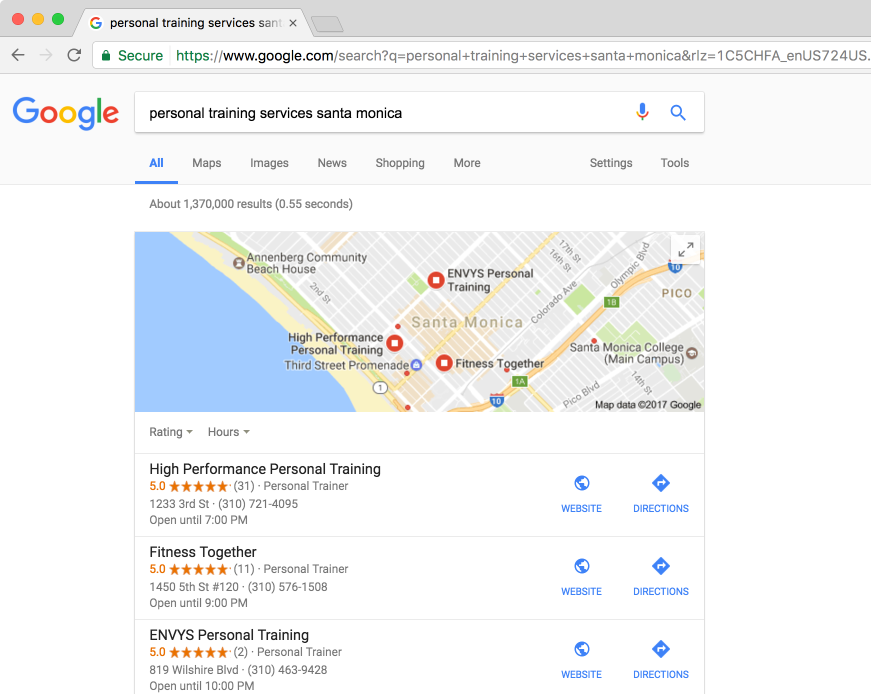 personal training services sant
Secure https://www.google.com/search?q=personal+training+services+santa+monica&rlz=1C5CHFA_enUS724US
Google
personal training services santa monica
All Maps Images News Shopping More Settings Tools
About 1,370,000 results (0.55 seconds)
Annenberg Community
Beach House
2nd St
17th St
16th St
Olympic Blvd
10
ENVYS Personal
Training
Colorado Ave
1B
PICO
Santa Monica
High Performance
Personal Training
Third Street Promenade
Fitness Together
Santa Monica College
(Main Campus)
1
1A
10
Pico Blvd
14th St
Map data ©2017 Google
Rating Hours
High Performance Personal Training
5.0 ★★★★★ (31) · Personal Trainer
1233 3rd St · (310) 721-4095
Open until 7:00 PM
WEBSITE DIRECTIONS
Fitness Together
5.0 ★★★★★ (11) · Personal Trainer
1450 5th St #120 · (310) 576-1508
Open until 9:00 PM
WEBSITE DIRECTIONS
ENVYS Personal Training
5.0 ★★★★★ (2) · Personal Trainer
819 Wilshire Blvd · (310) 463-9428
Open until 10:00 PM
WEBSITE DIRECTIONS